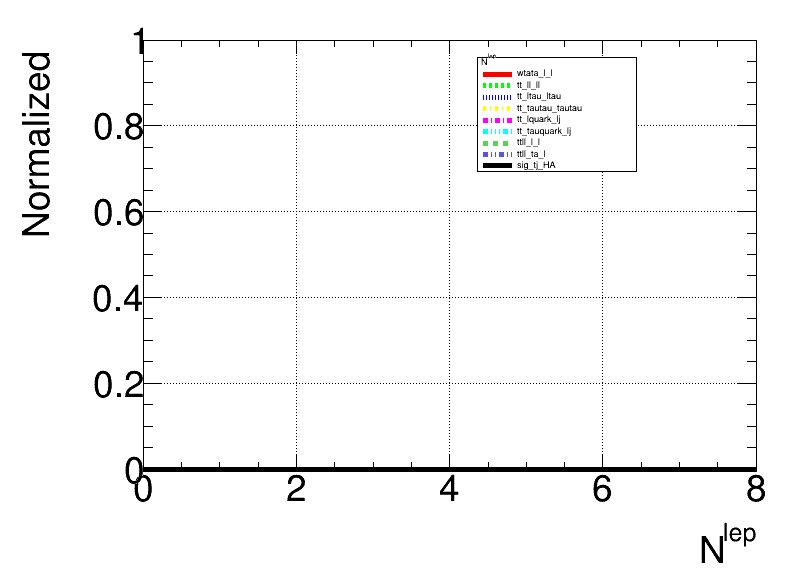 Normalized
1
0.8
0.6
0.4
0.2
0
0 2 4 6 8
N^lep
N^lep
wtata_l_l
tt_ll_ll
tt_ltau_ltau
tt_tautau_tautau
tt_lquark_lj
tt_tauquark_lj
ttll_l_l
ttll_ta_l
sig_tj_HA